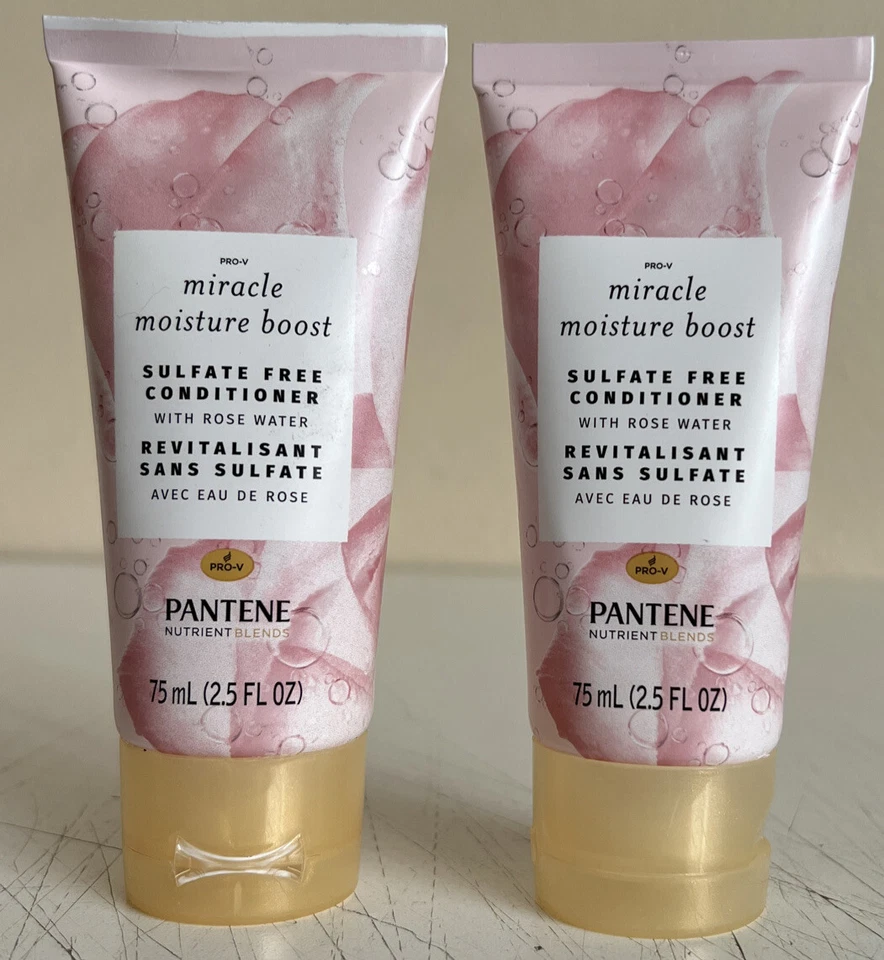 PRO-V
miracle
moisture boost
SULFATE FREE
CONDITIONER
WITH ROSE WATER
REVITALISANT
SANS SULFATE
AVEC EAU DE ROSE
PRO-V
PANTENE
NUTRIENT BLENDS
75 mL (2.5 FL OZ)
PRO-V
miracle
moisture boost
SULFATE FREE
CONDITIONER
WITH ROSE WATER
REVITALISANT
SANS SULFATE
AVEC EAU DE ROSE
PRO-V
PANTENE
NUTRIENT BLENDS
75 mL (2.5 FL OZ)